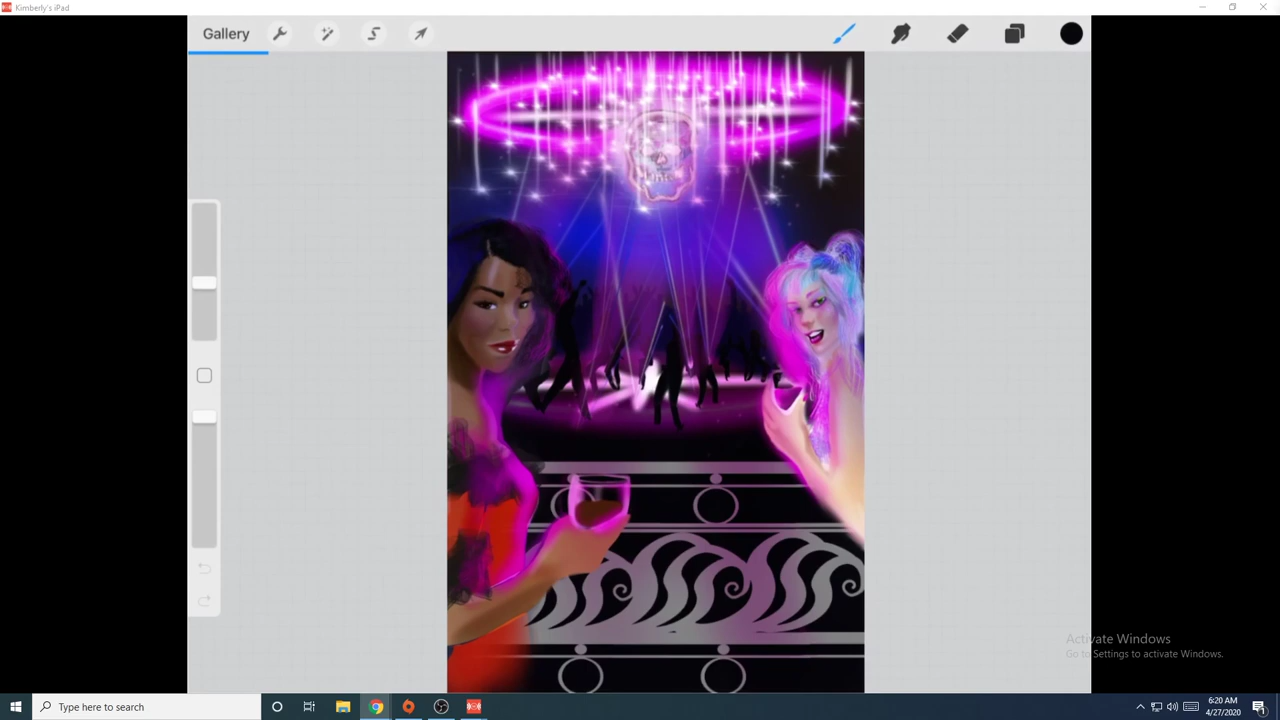 Kimberly's iPad
Gallery
Activate Windows
Go to Settings to activate Windows.
Type here to search
6:20 AM
4/27/2020
1